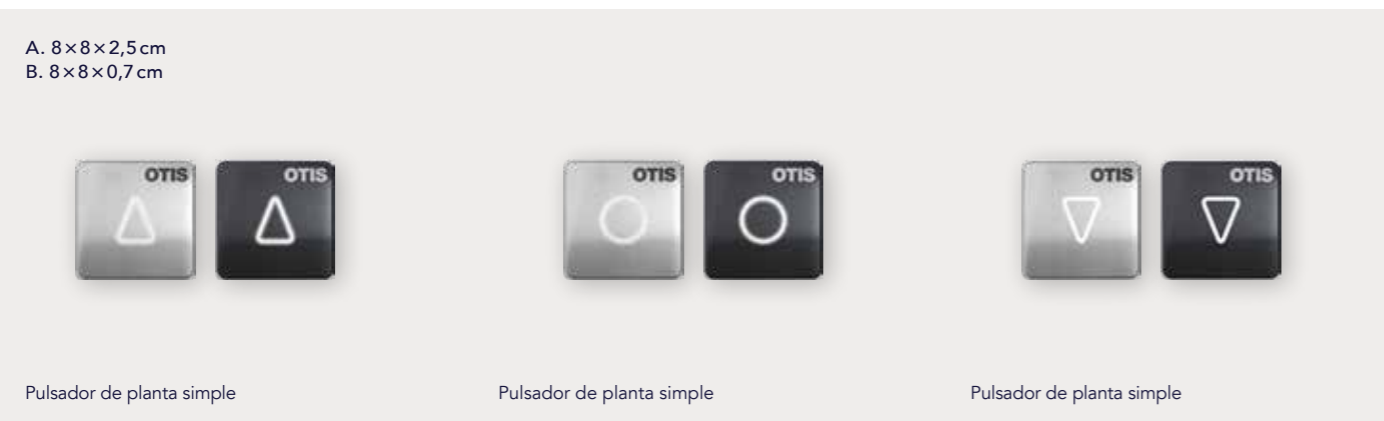 A. 8×8×2,5 cm
B. 8×8×0,7 cm
OTIS OTIS OTIS OTIS OTIS OTIS
Pulsador de planta simple Pulsador de planta simple Pulsador de planta simple